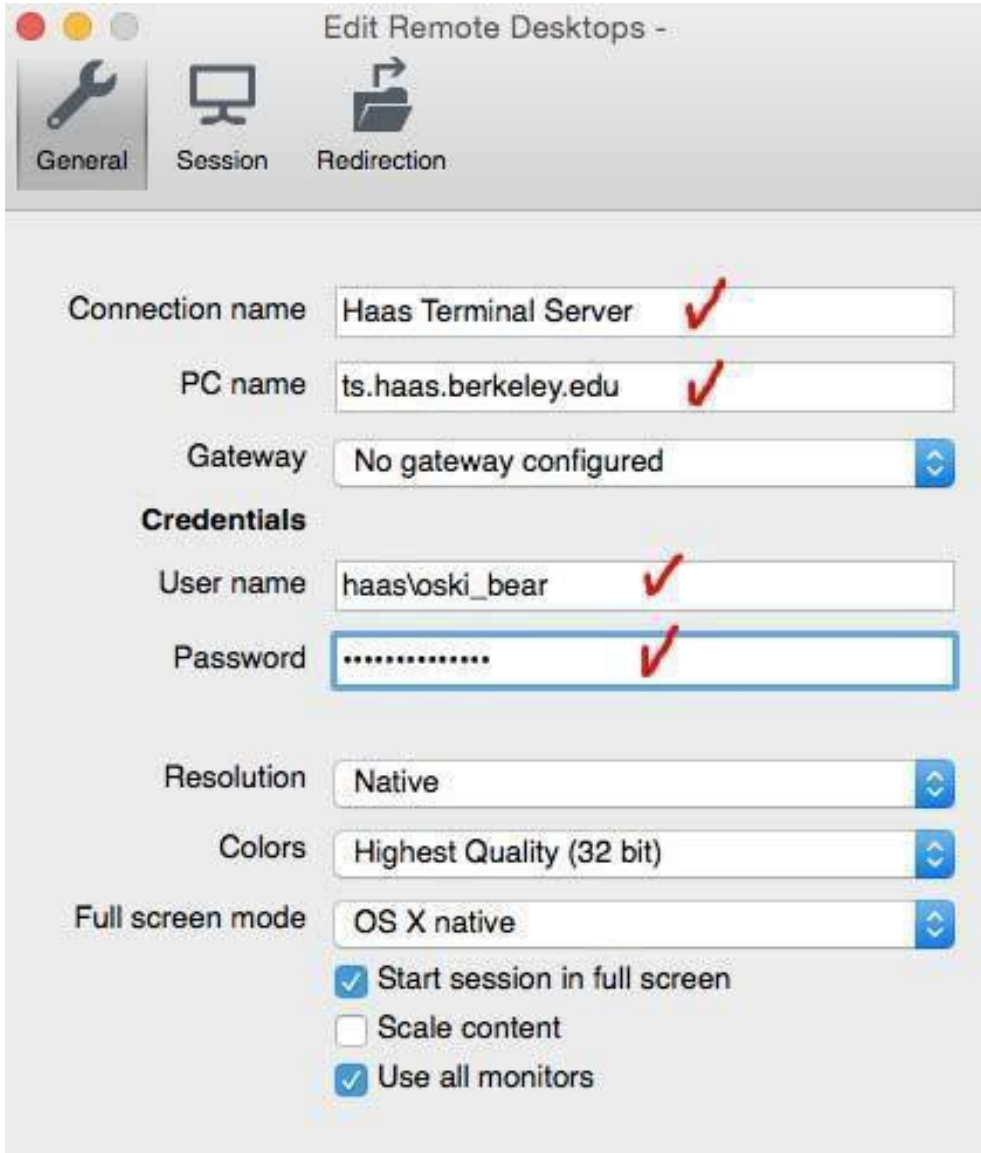 Edit Remote Desktops -
General Session Redirection
Connection name Haas Terminal Server
PC name ts.haas.berkeley.edu
Gateway No gateway configured
Credentials
User name haas\oski_bear
Password ••••••••••••••
Resolution Native
Colors Highest Quality (32 bit)
Full screen mode OS X native
Start session in full screen
Scale content
Use all monitors